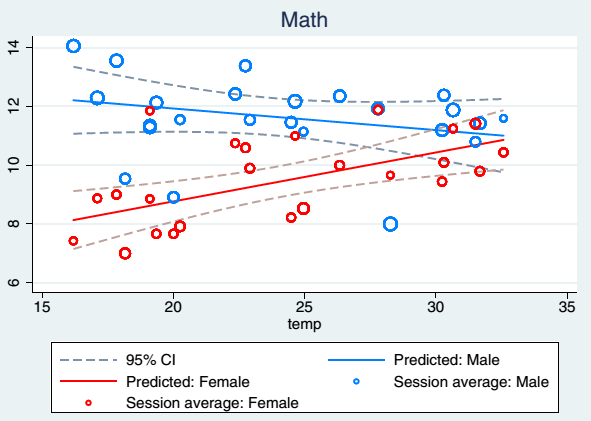 Math
14
12
10
8
6
15 20 25 30 35
temp
95% CI Predicted: Male
Predicted: Female Session average: Male
Session average: Female